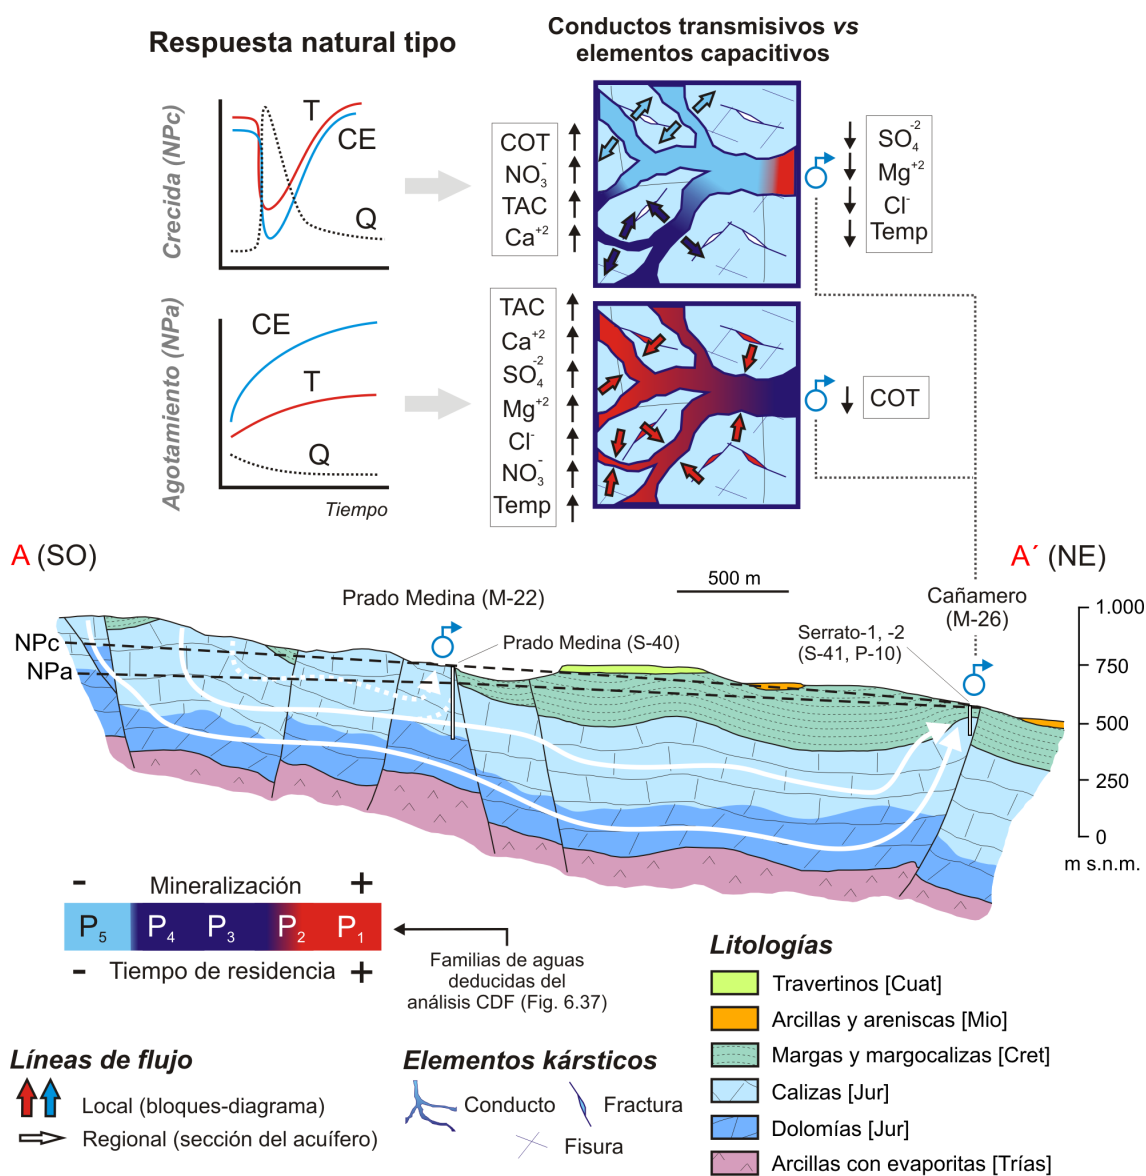 Respuesta natural tipo
Conductos transmisivos vs
elementos capacitivos
Crecida (NPc)
T
CE
Q
COT
NO₃⁻
TAC
Ca⁺²
SO₄⁻²
Mg⁺²
Cl⁻
Temp
Agotamiento (NPa)
CE
T
Q
Tiempo
TAC
Ca⁺²
SO₄⁻²
Mg⁺²
Cl⁻
NO₃⁻
Temp
COT
A (SO)
A´ (NE)
500 m
Prado Medina (M-22)
Prado Medina (S-40)
Serrato-1, -2
(S-41, P-10)
Cañamero
(M-26)
NPc
NPa
1.000
750
500
250
0
m s.n.m.
- Mineralización +
P₅ P₄ P₃ P₂ P₁
- Tiempo de residencia +
Familias de aguas
deducidas del
análisis CDF (Fig. 6.37)
Líneas de flujo
Local (bloques-diagrama)
Regional (sección del acuífero)
Elementos kársticos
Conducto
Fractura
Fisura
Litologías
Travertinos [Cuat]
Arcillas y areniscas [Mio]
Margas y margocalizas [Cret]
Calizas [Jur]
Dolomías [Jur]
Arcillas con evaporitas [Trías]